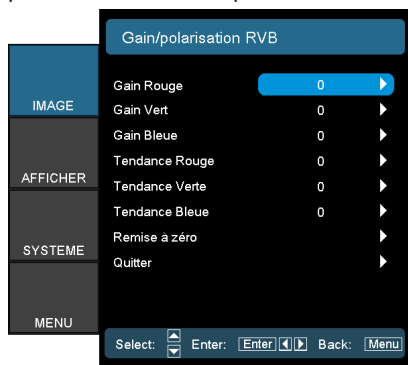 Gain/polarisation RVB
IMAGE
AFFICHER
SYSTEME
MENU
Gain Rouge 0
Gain Vert 0
Gain Bleue 0
Tendance Rouge 0
Tendance Verte 0
Tendance Bleue 0
Remise à zéro
Quitter
Select: Enter: Enter Back: Menu